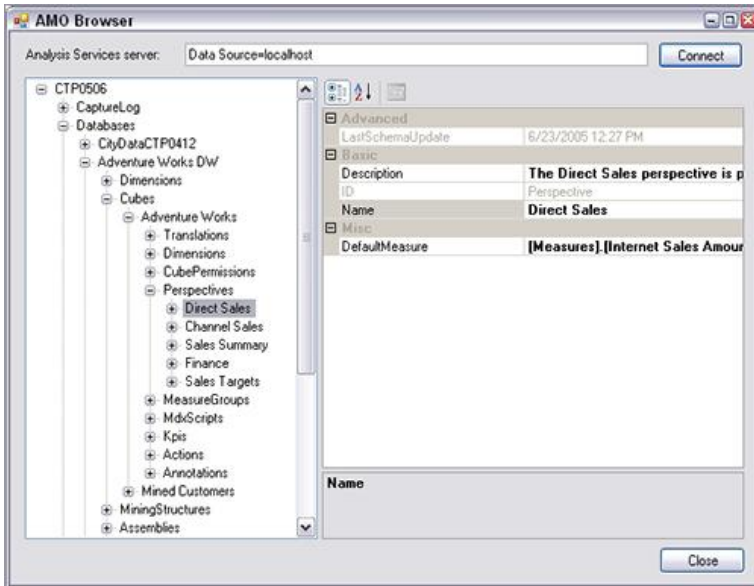 AMO Browser
Analysis Services server:
Data Source=localhost
Connect
CTP0506
CaptureLog
Databases
CityDataCTP0412
Adventure Works DW
Dimensions
Cubes
Adventure Works
Translations
Dimensions
CubePermissions
Perspectives
Direct Sales
Channel Sales
Sales Summary
Finance
Sales Targets
MeasureGroups
MdxScripts
Kpis
Actions
Annotations
Mined Customers
MiningStructures
Assemblies
Advanced
LastSchemaUpdate 6/23/2005 12:27 PM
Basic
Description The Direct Sales perspective is p
ID Perspective
Name Direct Sales
Misc
DefaultMeasure [Measures].[Internet Sales Amour
Name
Close